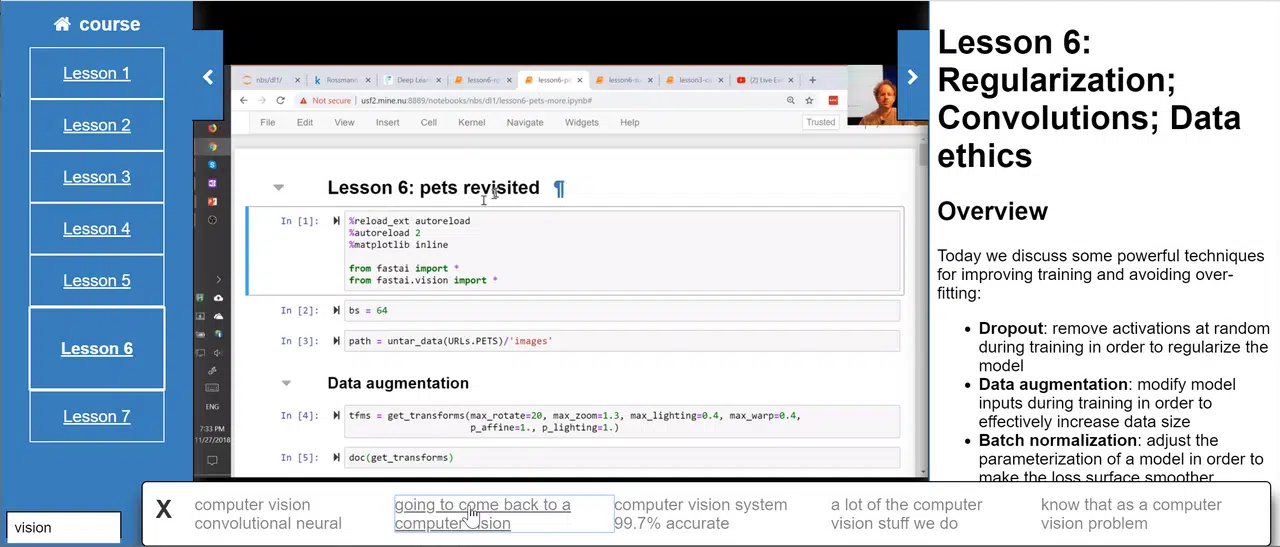 course
Lesson 1
Lesson 2
Lesson 3
Lesson 4
Lesson 5
Lesson 6
Lesson 7
vision
nbs/dl1/
Rossmann
Deep Lear
lesson6-r
lesson6-pe
lesson6-su
lesson3-c
(2) Live Ex
Not secure | usf2.mine.nu:8889/notebooks/nbs/dl1/lesson6-pets-more.ipynb#
File Edit View Insert Cell Kernel Navigate Widgets Help
Trusted
Lesson 6: pets revisited ¶
In [1]:
%reload_ext autoreload
%autoreload 2
%matplotlib inline
from fastai import *
from fastai.vision import *
In [2]: bs = 64
In [3]: path = untar_data(URLs.PETS)/'images'
Data augmentation
In [4]: tfms = get_transforms(max_rotate=20, max_zoom=1.3, max_lighting=0.4, max_warp=0.4,
p_affine=1., p_lighting=1.)
In [5]: doc(get_transforms)
ENG
7:33 PM
11/27/2018
Lesson 6:
Regularization;
Convolutions; Data
ethics
Overview
Today we discuss some powerful techniques
for improving training and avoiding over-
fitting:
• Dropout: remove activations at random
during training in order to regularize the
model
• Data augmentation: modify model
inputs during training in order to
effectively increase data size
• Batch normalization: adjust the
parameterization of a model in order to
make the loss surface smoother
X
computer vision
convolutional neural
going to come back to a
computer vision
computer vision system
99.7% accurate
a lot of the computer
vision stuff we do
know that as a computer
vision problem